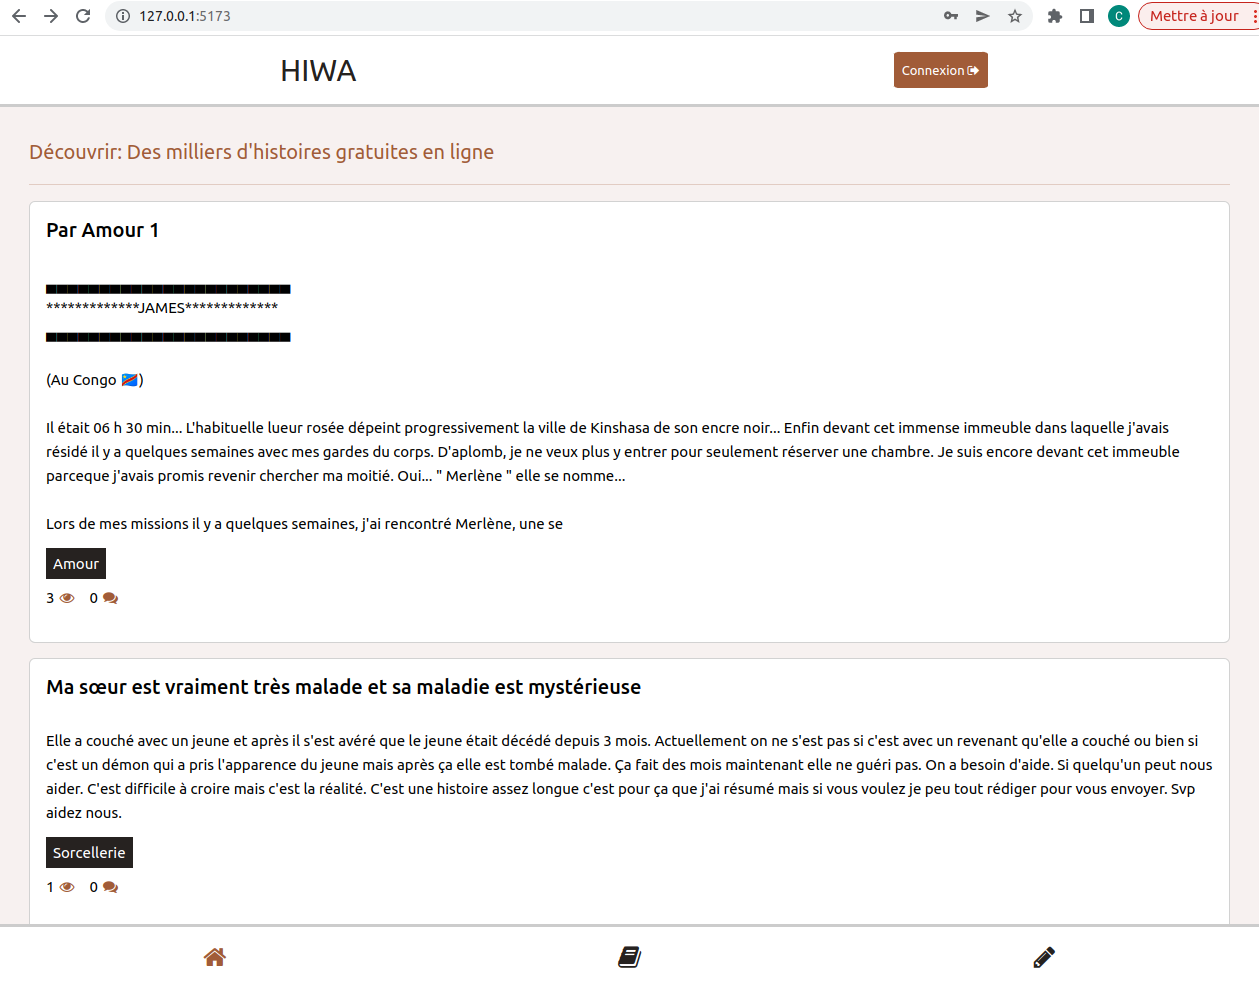 127.0.0.1:5173
C
Mettre à jour
HIWA
Connexion
Découvrir: Des milliers d'histoires gratuites en ligne
Par Amour 1
▄▄▄▄▄▄▄▄▄▄▄▄▄▄▄▄▄▄▄▄▄▄▄
*************JAMES*************
▄▄▄▄▄▄▄▄▄▄▄▄▄▄▄▄▄▄▄▄▄▄▄
(Au Congo 🇨🇩)
Il était 06 h 30 min... L'habituelle lueur rosée dépeint progressivement la ville de Kinshasa de son encre noir... Enfin devant cet immense immeuble dans laquelle j'avais
résidé il y a quelques semaines avec mes gardes du corps. D'aplomb, je ne veux plus y entrer pour seulement réserver une chambre. Je suis encore devant cet immeuble
parceque j'avais promis revenir chercher ma moitié. Oui... " Merlène " elle se nomme...
Lors de mes missions il y a quelques semaines, j'ai rencontré Merlène, une se
Amour
3 0
Ma sœur est vraiment très malade et sa maladie est mystérieuse
Elle a couché avec un jeune et après il s'est avéré que le jeune était décédé depuis 3 mois. Actuellement on ne s'est pas si c'est avec un revenant qu'elle a couché ou bien si
c'est un démon qui a pris l'apparence du jeune mais après ça elle est tombé malade. Ça fait des mois maintenant elle ne guéri pas. On a besoin d'aide. Si quelqu'un peut nous
aider. C'est difficile à croire mais c'est la réalité. C'est une histoire assez longue c'est pour ça que j'ai résumé mais si vous voulez je peu tout rédiger pour vous envoyer. Svp
aidez nous.
Sorcellerie
1 0